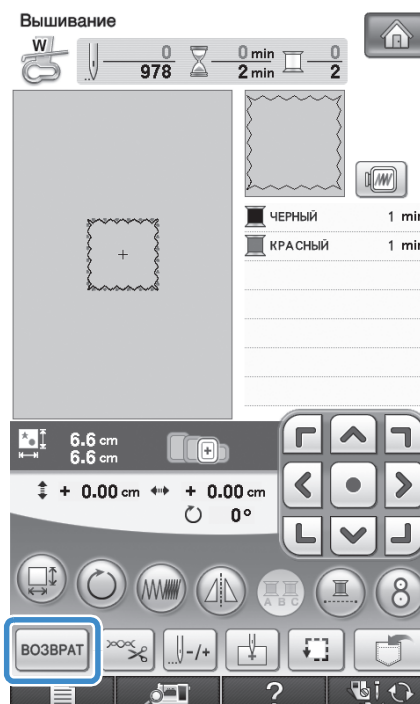 Вышивание
W
0
978
0 min
2 min
0
2
ЧЕРНЫЙ 1 min
КРАСНЫЙ 1 min
6.6 cm
6.6 cm
+ 0.00 cm + 0.00 cm
0°
A B C
8
ВОЗВРАТ
-/+
?